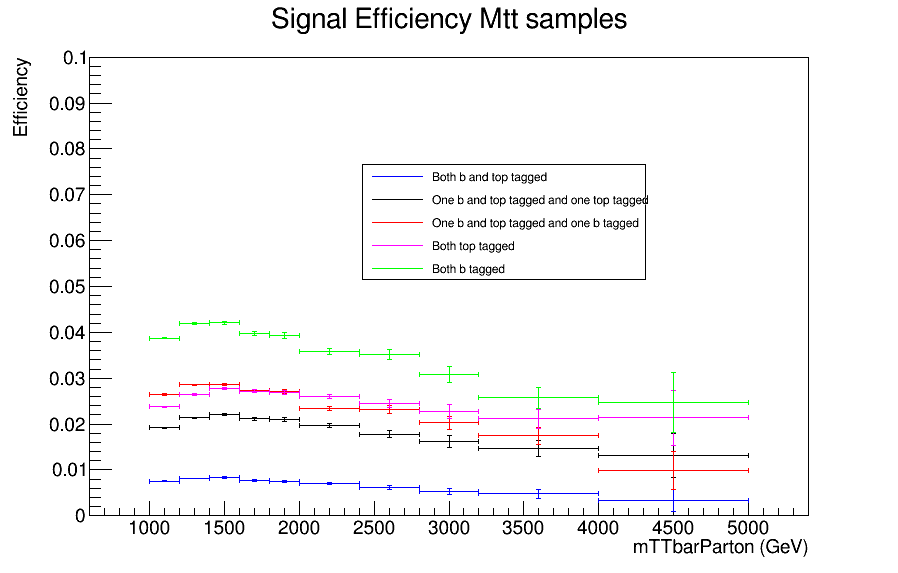 Signal Efficiency Mtt samples
Efficiency
0.1
0.09
0.08
0.07
0.06
0.05
0.04
0.03
0.02
0.01
0
Both b and top tagged
One b and top tagged and one top tagged
One b and top tagged and one b tagged
Both top tagged
Both b tagged
1000 1500 2000 2500 3000 3500 4000 4500 5000
mTTbarParton (GeV)